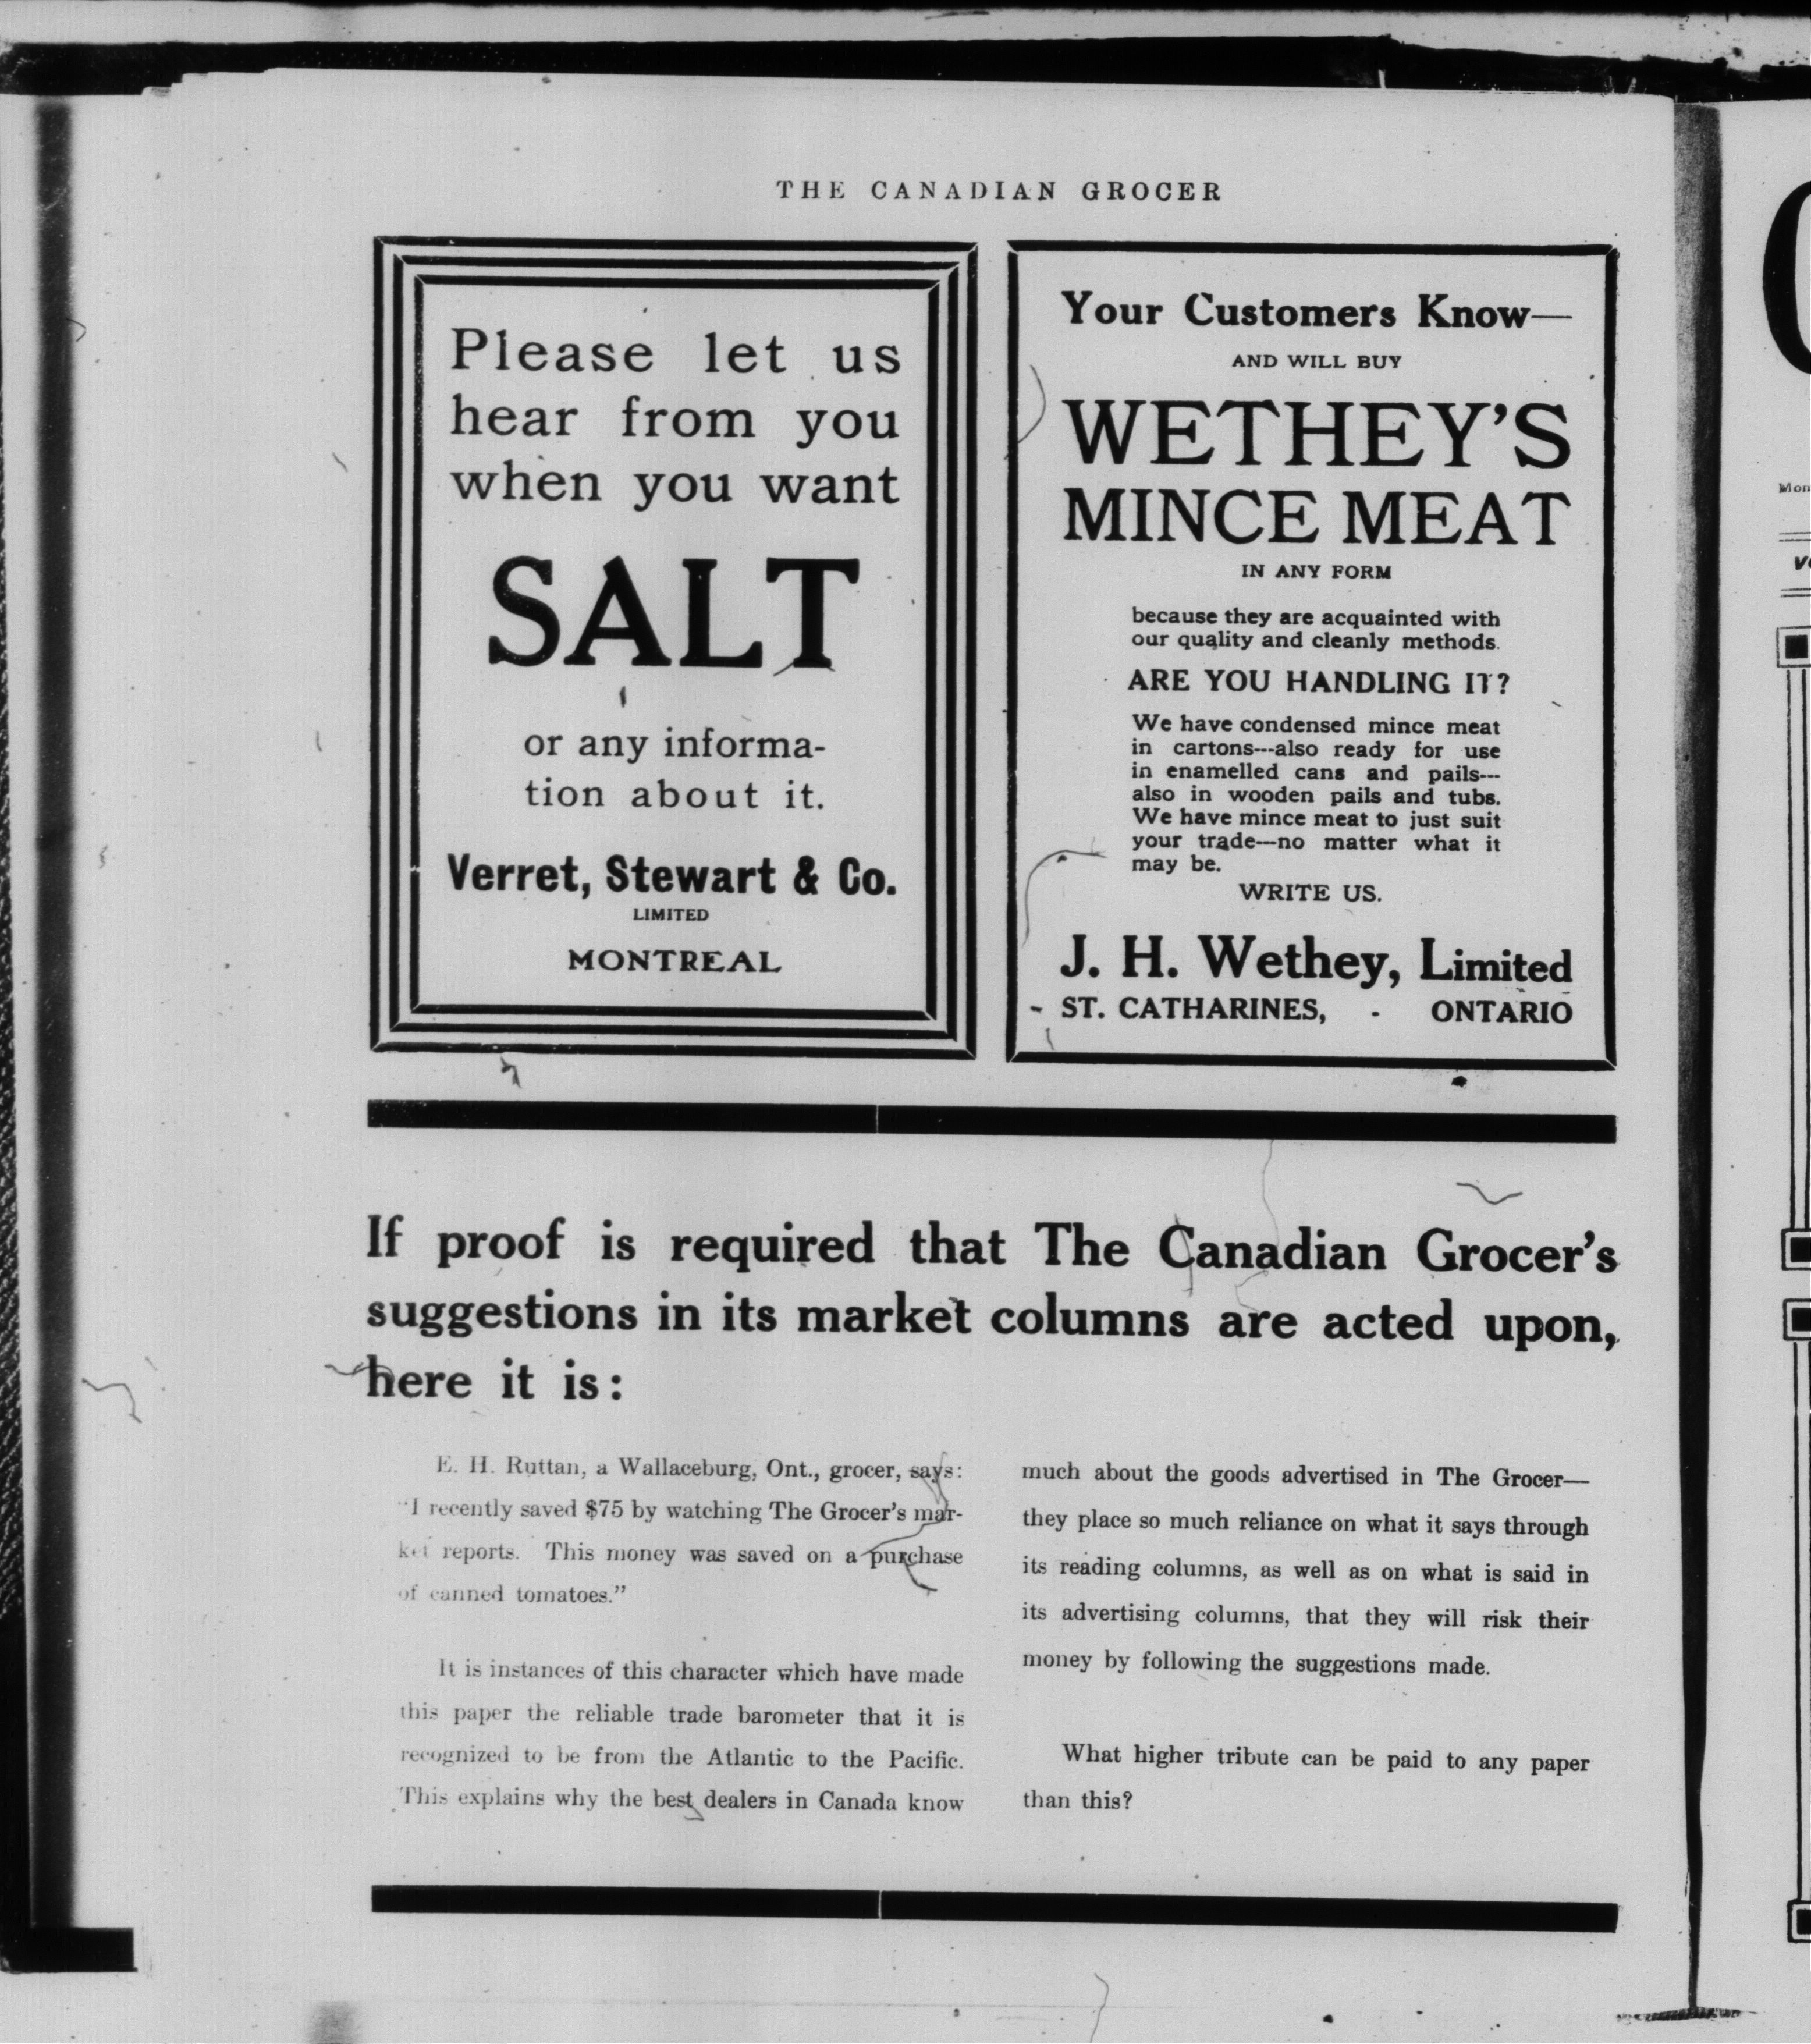 THE CANADIAN GROCER
Please let us
hear from you
when you want
SALT
or any informa-
tion about it.
Verret, Stewart & Co.
LIMITED
MONTREAL
Your Customers Know—
AND WILL BUY
WETHEY'S
MINCE MEAT
IN ANY FORM
because they are acquainted with
our quality and cleanly methods.
ARE YOU HANDLING IT?
We have condensed mince meat
in cartons---also ready for use
in enamelled cans and pails---
also in wooden pails and tubs.
We have mince meat to just suit
your trade---no matter what it
may be.
WRITE US.
J. H. Wethey, Limited
ST. CATHARINES, - ONTARIO
If proof is required that The Canadian Grocer's
suggestions in its market columns are acted upon,
here it is:
E. H. Ruttan, a Wallaceburg, Ont., grocer, says:
"I recently saved $75 by watching The Grocer's mar-
ket reports. This money was saved on a purchase
of canned tomatoes."
It is instances of this character which have made
this paper the reliable trade barometer that it is
recognized to be from the Atlantic to the Pacific.
This explains why the best dealers in Canada know
much about the goods advertised in The Grocer—
they place so much reliance on what it says through
its reading columns, as well as on what is said in
its advertising columns, that they will risk their
money by following the suggestions made.
What higher tribute can be paid to any paper
than this?